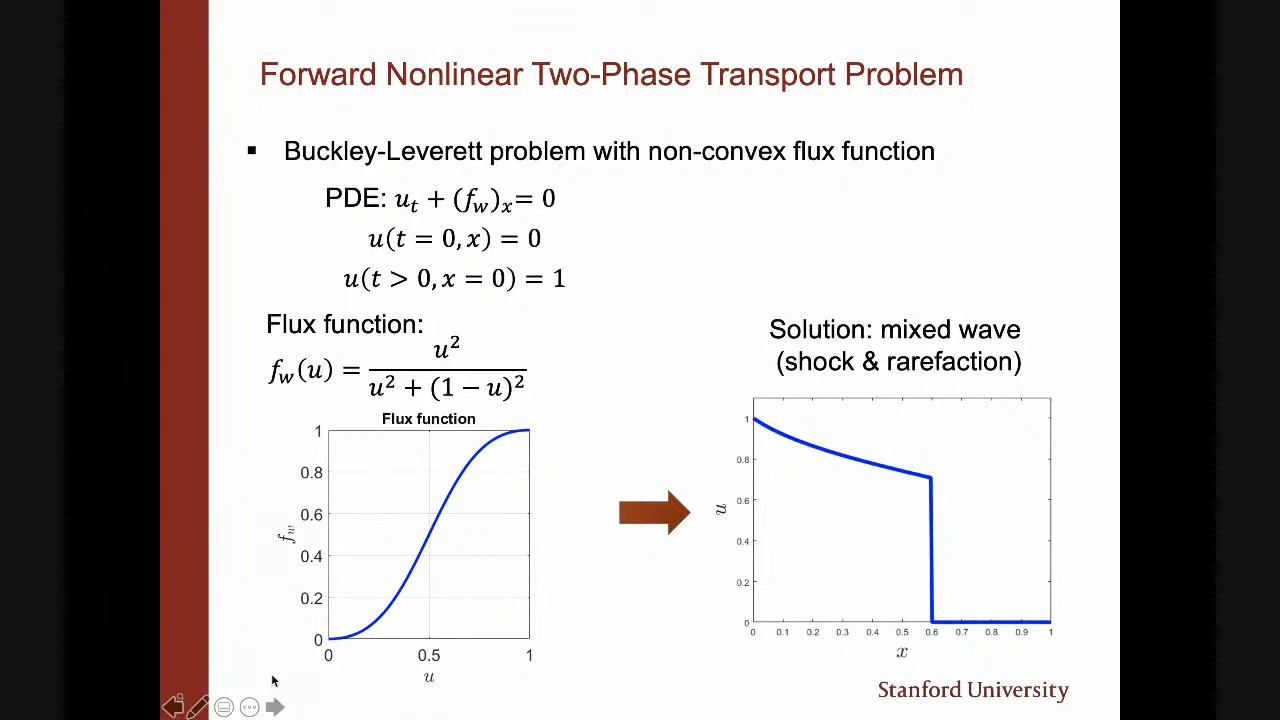 Forward Nonlinear Two-Phase Transport Problem
▪ Buckley-Leverett problem with non-convex flux function
PDE: u_t + (f_w)_x = 0
u(t = 0, x) = 0
u(t > 0, x = 0) = 1
Flux function:
f_w(u) = u² / (u² + (1 − u)²)
Flux function
1
0.8
0.6
0.4
0.2
0
f_w
0 0.5 1
u
Solution: mixed wave
(shock & rarefaction)
1
0.8
0.6
0.4
0.2
0
u
0 0.1 0.2 0.3 0.4 0.5 0.6 0.7 0.8 0.9 1
x
Stanford University
9